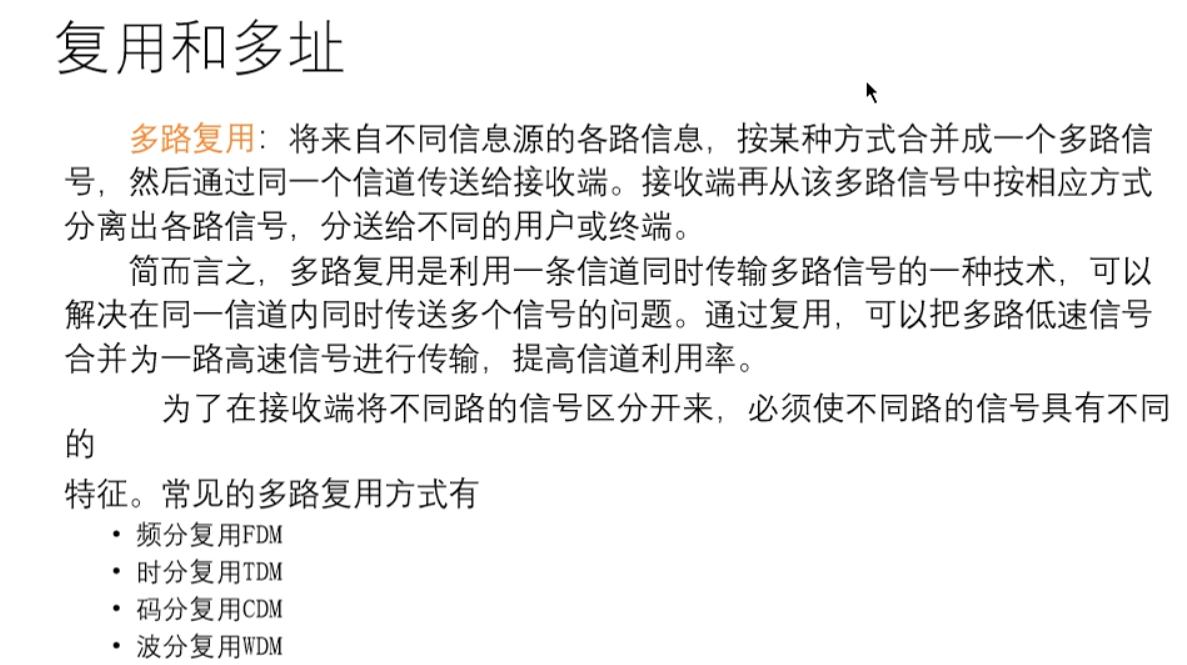 复用和多址
多路复用：将来自不同信息源的各路信息，按某种方式合并成一个多路信
号，然后通过同一个信道传送给接收端。接收端再从该多路信号中按相应方式
分离出各路信号，分送给不同的用户或终端。
简而言之，多路复用是利用一条信道同时传输多路信号的一种技术，可以
解决在同一信道内同时传送多个信号的问题。通过复用，可以把多路低速信号
合并为一路高速信号进行传输，提高信道利用率。
为了在接收端将不同路的信号区分开来，必须使不同路的信号具有不同
的
特征。常见的多路复用方式有
• 频分复用FDM
• 时分复用TDM
• 码分复用CDM
• 波分复用WDM